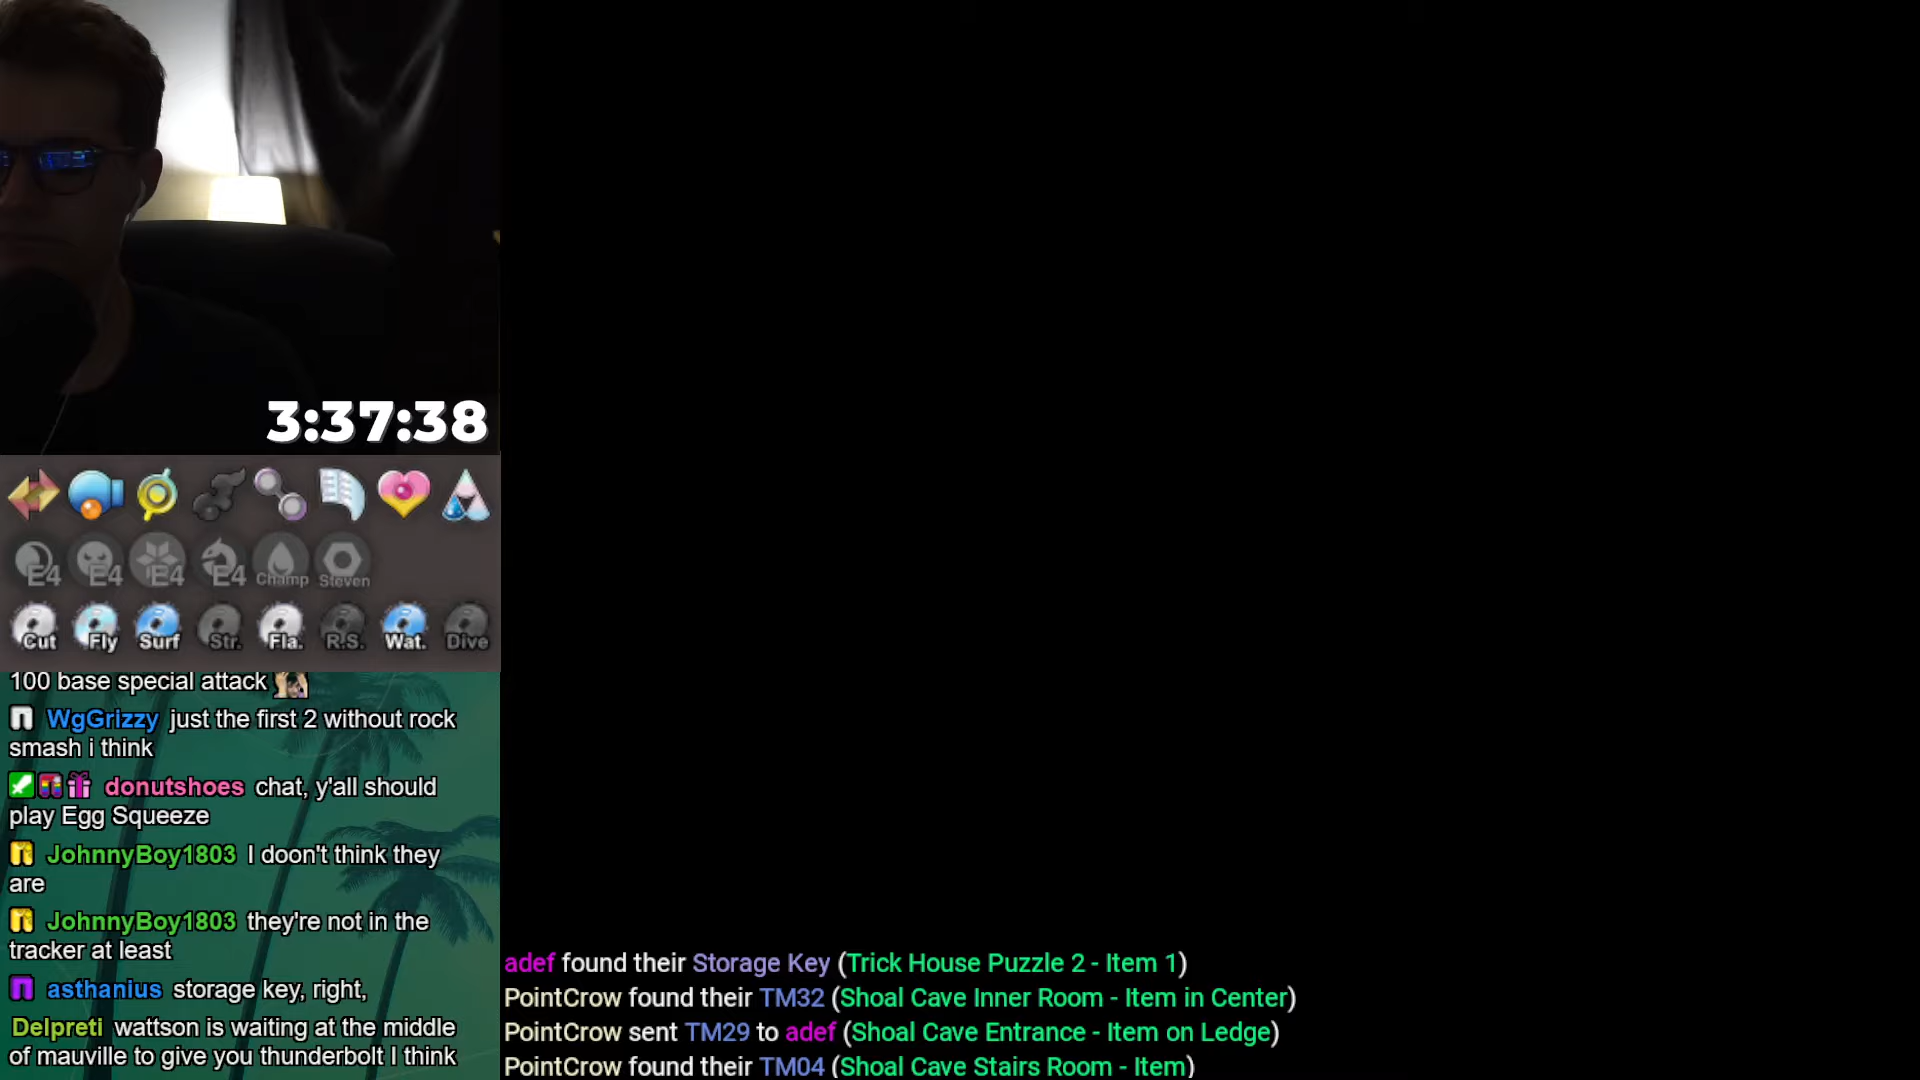 3:37:38
E4 E4 E4 E4 Champ Steven
Cut Fly Surf Str. Fla. R.S. Wat. Dive
100 base special attack
WgGrizzy just the first 2 without rock
smash i think
donutshoes chat, y'all should
play Egg Squeeze
JohnnyBoy1803 I doon't think they
are
JohnnyBoy1803 they're not in the
tracker at least
asthanius storage key, right,
Delpreti wattson is waiting at the middle
of mauville to give you thunderbolt I think
adef found their Storage Key (Trick House Puzzle 2 - Item 1)
PointCrow found their TM32 (Shoal Cave Inner Room - Item in Center)
PointCrow sent TM29 to adef (Shoal Cave Entrance - Item on Ledge)
PointCrow found their TM04 (Shoal Cave Stairs Room - Item)